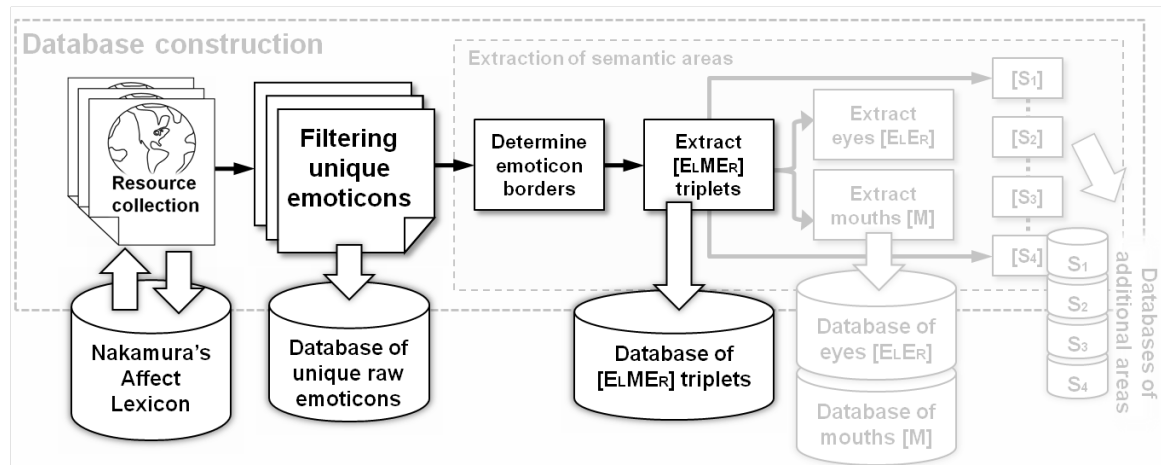 Database construction
Extraction of semantic areas
Resource
collection
Filtering
unique
emoticons
Determine
emoticon
borders
Extract
[ELMER]
triplets
Extract
eyes [ELER]
Extract
mouths [M]
[S1]
[S2]
[S3]
[S4]
Nakamura's
Affect
Lexicon
Database of
unique raw
emoticons
Database of
[ELMER] triplets
Database of
eyes [ELER]
Database of
mouths [M]
S1
S2
S3
S4
Databases of
additional areas